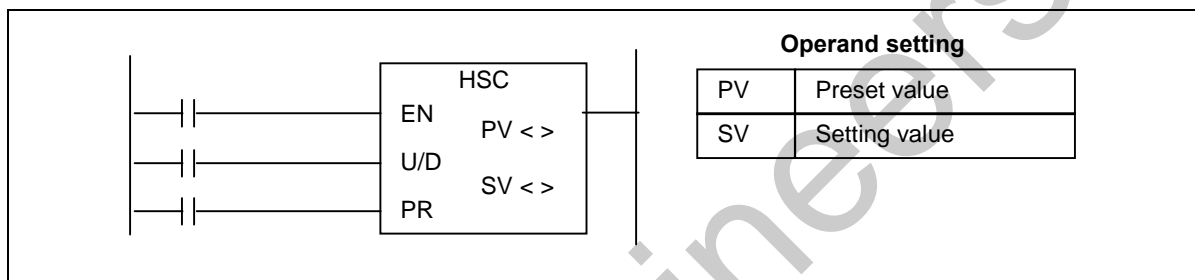 HSC
EN
PV < >
U/D
SV < >
PR
Operand setting
PV Preset value
SV Setting value